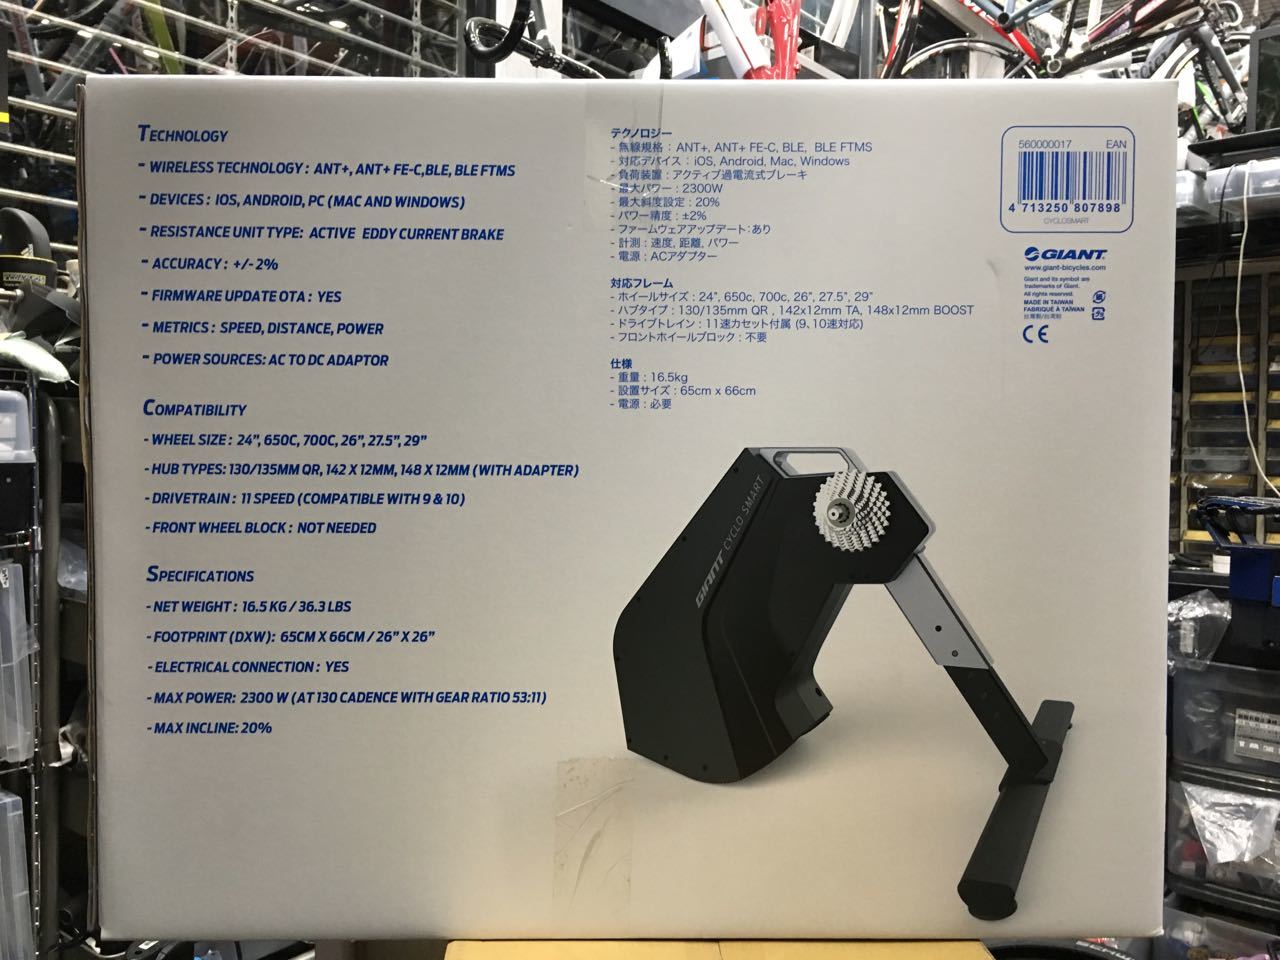 TECHNOLOGY
- WIRELESS TECHNOLOGY : ANT+, ANT+ FE-C,BLE, BLE FTMS
- DEVICES : IOS, ANDROID, PC (MAC AND WINDOWS)
- RESISTANCE UNIT TYPE: ACTIVE EDDY CURRENT BRAKE
- ACCURACY : +/-2%
- FIRMWARE UPDATE OTA : YES
- METRICS : SPEED, DISTANCE, POWER
- POWER SOURCES: AC TO DC ADAPTOR
COMPATIBILITY
- WHEEL SIZE : 24”, 650C, 700C, 26”, 27.5”, 29”
- HUB TYPES: 130/135MM QR, 142 X 12MM, 148 X 12MM (WITH ADAPTER)
- DRIVETRAIN : 11 SPEED (COMPATIBLE WITH 9 & 10)
- FRONT WHEEL BLOCK : NOT NEEDED
SPECIFICATIONS
- NET WEIGHT : 16.5 KG / 36.3 LBS
- FOOTPRINT (DXW): 65CM X 66CM / 26” X 26”
- ELECTRICAL CONNECTION : YES
- MAX POWER: 2300 W (AT 130 CADENCE WITH GEAR RATIO 53:11)
- MAX INCLINE: 20%
テクノロジー
- 無線規格 : ANT+, ANT+ FE-C, BLE, BLE FTMS
- 対応デバイス : iOS, Android, Mac, Windows
- 負荷装置 : アクティブ過電流式ブレーキ
- 最大パワー : 2300W
- 最大斜度設定 : 20%
- パワー精度 : ±2%
- ファームウェアアップデート : あり
- 計測 : 速度, 距離, パワー
- 電源 : ACアダプター
対応フレーム
- ホイールサイズ : 24”, 650c, 700c, 26”, 27.5”, 29”
- ハブタイプ : 130/135mm QR , 142x12mm TA, 148x12mm BOOST
- ドライブトレイン : 11速カセット付属 (9、10速対応)
- フロントホイールブロック : 不要
仕様
- 重量 : 16.5kg
- 設置サイズ : 65cm x 66cm
- 電源 : 必要
560000017 EAN
4 713250 807898
CYCLOSMART
GIANT
www.giant-bicycles.com
Giant and its symbol are
trademarks of Giant.
All rights reserved.
MADE IN TAIWAN
FABRIQUÉ À TAIWAN
台灣製/台湾制
CE
GIANT CYCLO SMART